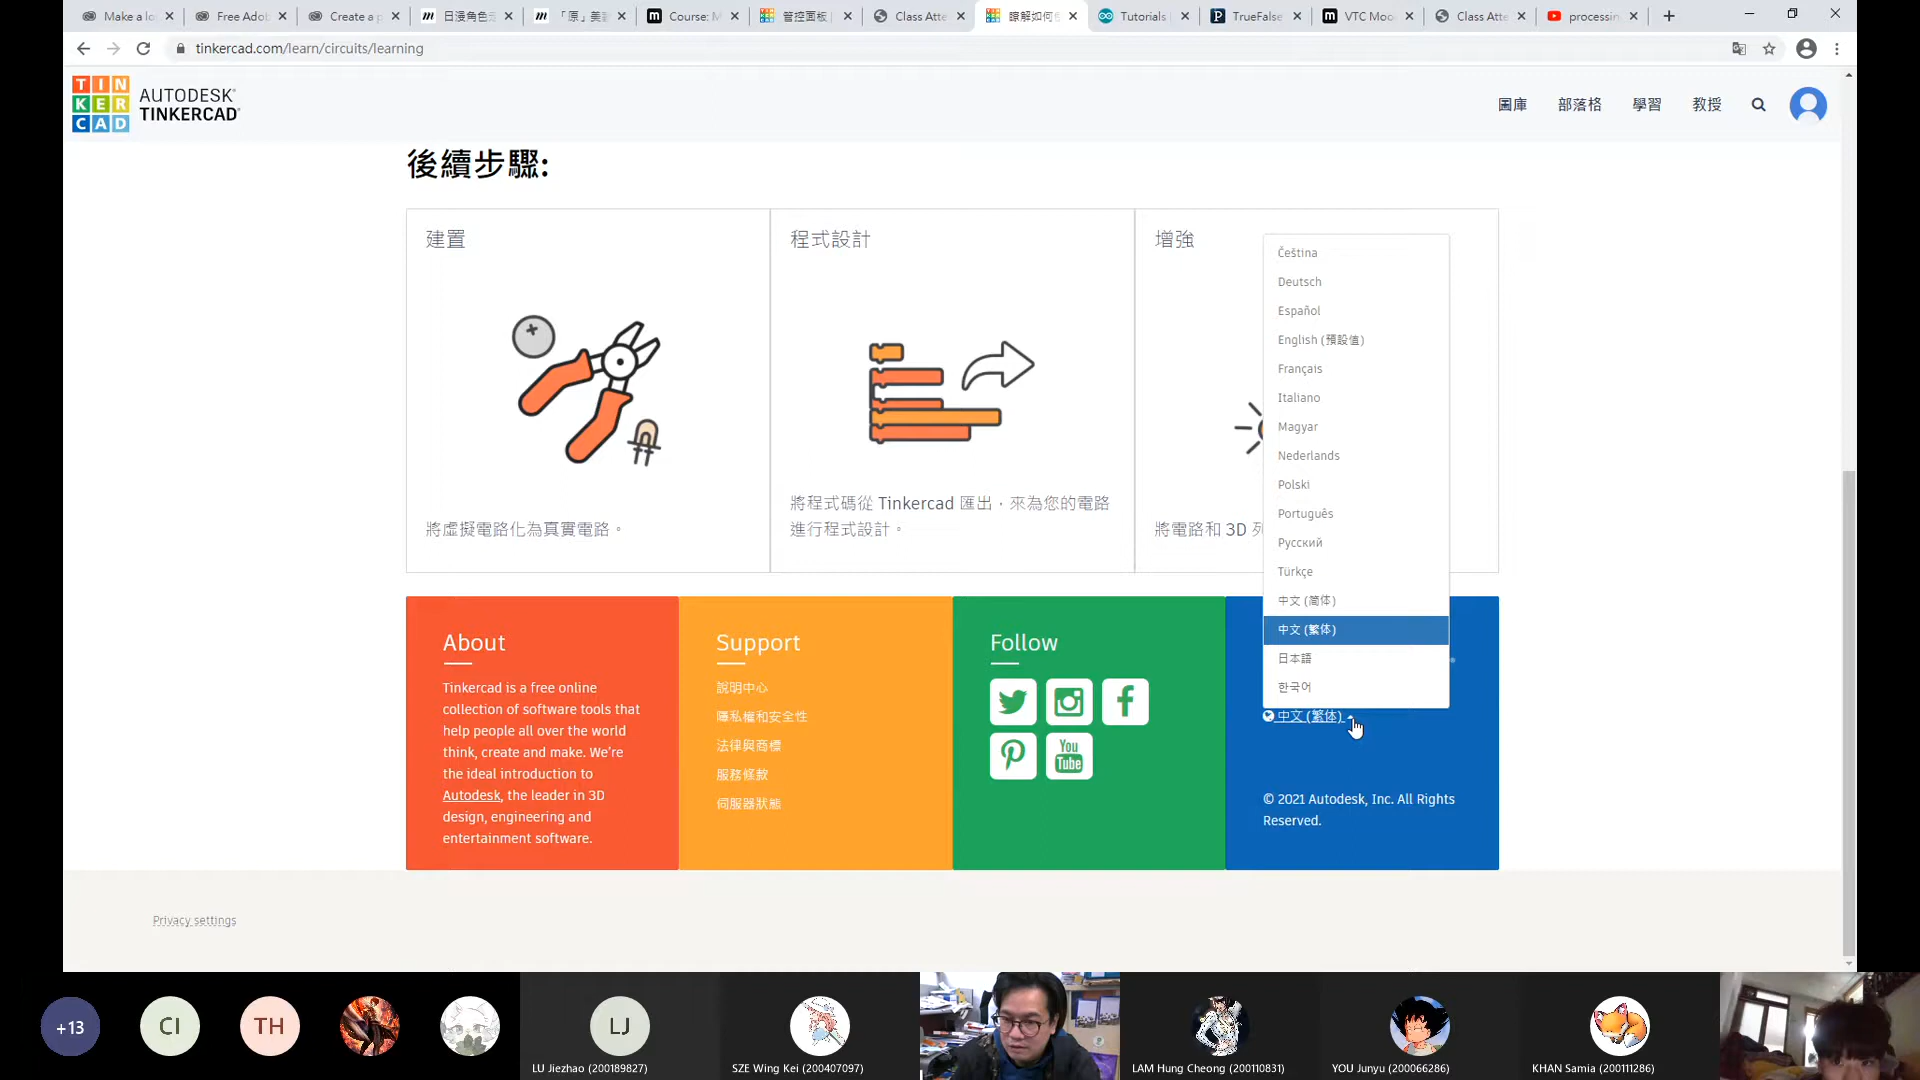 Make a lo
Free Adob
Create a p
日漫角色示
「原」美訓
Course: M
管控面板
Class Atte
瞭解如何使
Tutorials
TrueFalse
VTC Moo
Class Atte
processin
tinkercad.com/learn/circuits/learning
TIN
KER
CAD
AUTODESK®
TINKERCAD®
圖庫
部落格
學習
教授
後續步驟:
建置
程式設計
增強
將虛擬電路化為真實電路。
將程式碼從 Tinkercad 匯出,來為您的電路
進行程式設計。
將電路和 3D 列
Čeština
Deutsch
Español
English (預設值)
Français
Italiano
Magyar
Nederlands
Polski
Português
Русский
Türkçe
中文 (简体)
中文 (繁体)
日本語
한국어
中文 (繁体)
About
Tinkercad is a free online
collection of software tools that
help people all over the world
think, create and make. We're
the ideal introduction to
Autodesk, the leader in 3D
design, engineering and
entertainment software.
Support
說明中心
隱私權和安全性
法律與商標
服務條款
伺服器狀態
Follow
You
Tube
© 2021 Autodesk, Inc. All Rights
Reserved.
Privacy settings
+13
CI
TH
LJ
LU Jiezhao (200189827)
SZE Wing Kei (200407097)
LAM Hung Cheong (200110831)
YOU Junyu (200066286)
KHAN Samia (200111286)